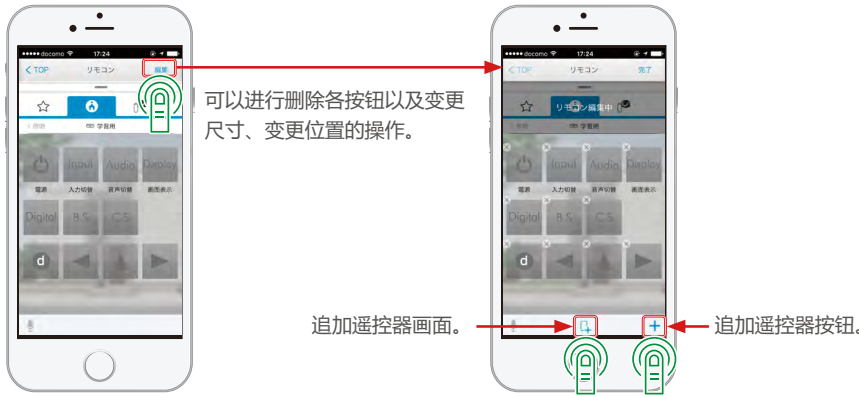 docomo 17:24
< TOP リモコン 編集
学習用
Input Audio Display
電源 入力切替 音声切替 画面表示
Digital B.S. C.S.
d
可以进行删除各按钮以及变更
尺寸、变更位置的操作。
docomo 17:24
< TOP リモコン 完了
リモコン編集中
学習用
Input Audio Display
電源 入力切替 音声切替 画面表示
Digital B.S. C.S.
d
追加遥控器画面。
追加遥控器按钮。